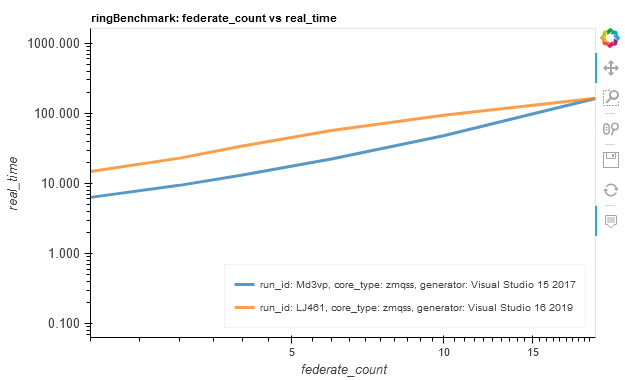 ringBenchmark: federate_count vs real_time
1000.000
100.000
10.000
1.000
0.100
real_time
run_id: Md3vp, core_type: zmqss, generator: Visual Studio 15 2017
run_id: LJ461, core_type: zmqss, generator: Visual Studio 16 2019
5
10
15
federate_count